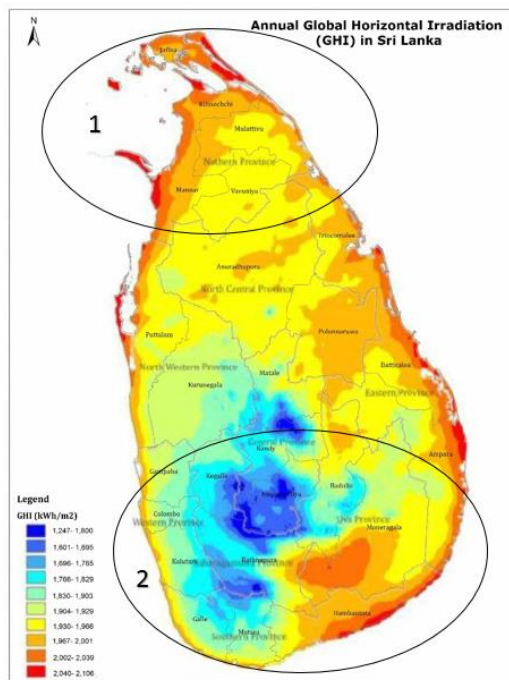 N
Annual Global Horizontal Irradiation
(GHI) in Sri Lanka
Jaffna
1
Kilinochchi
Mulattivu
Nothern Province
Mannar
Vavuniya
Trincomalee
Anuradhapura
North Central Province
Puttalam
Polonnaruwa
North Western Province
Matale
Batticaloa
Kurunegala
Eastern Province
Central Province
Kandy
Ampara
Gampaha
Kegalle
Badulla
Colombo
Western Province
Uva Province
Moneragala
Legend
GHI (kWh/m2)
1,247-1,600
1,601-1,695
1,696-1,765
1,766-1,829
1,830-1,903
1,904-1,929
1,930-1,966
1,967-2,001
2,002-2,039
2,040-2,106
Kalutara
Ratnapura
2
Hambantota
Galle
Matara
Southern Province